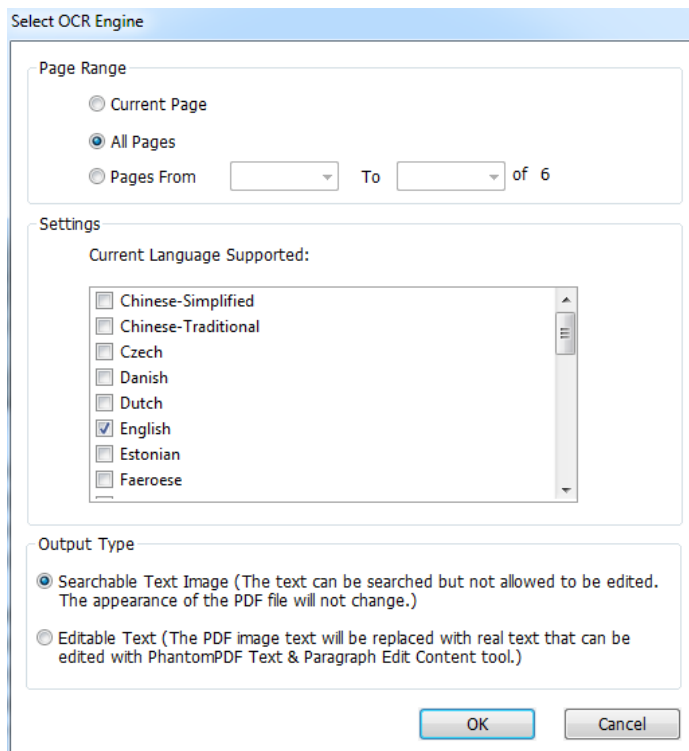 Select OCR Engine
Page Range
Current Page
All Pages
Pages From To of 6
Settings
Current Language Supported:
Chinese-Simplified
Chinese-Traditional
Czech
Danish
Dutch
English
Estonian
Faeroese
Output Type
Searchable Text Image (The text can be searched but not allowed to be edited.
The appearance of the PDF file will not change.)
Editable Text (The PDF image text will be replaced with real text that can be
edited with PhantomPDF Text & Paragraph Edit Content tool.)
OK Cancel